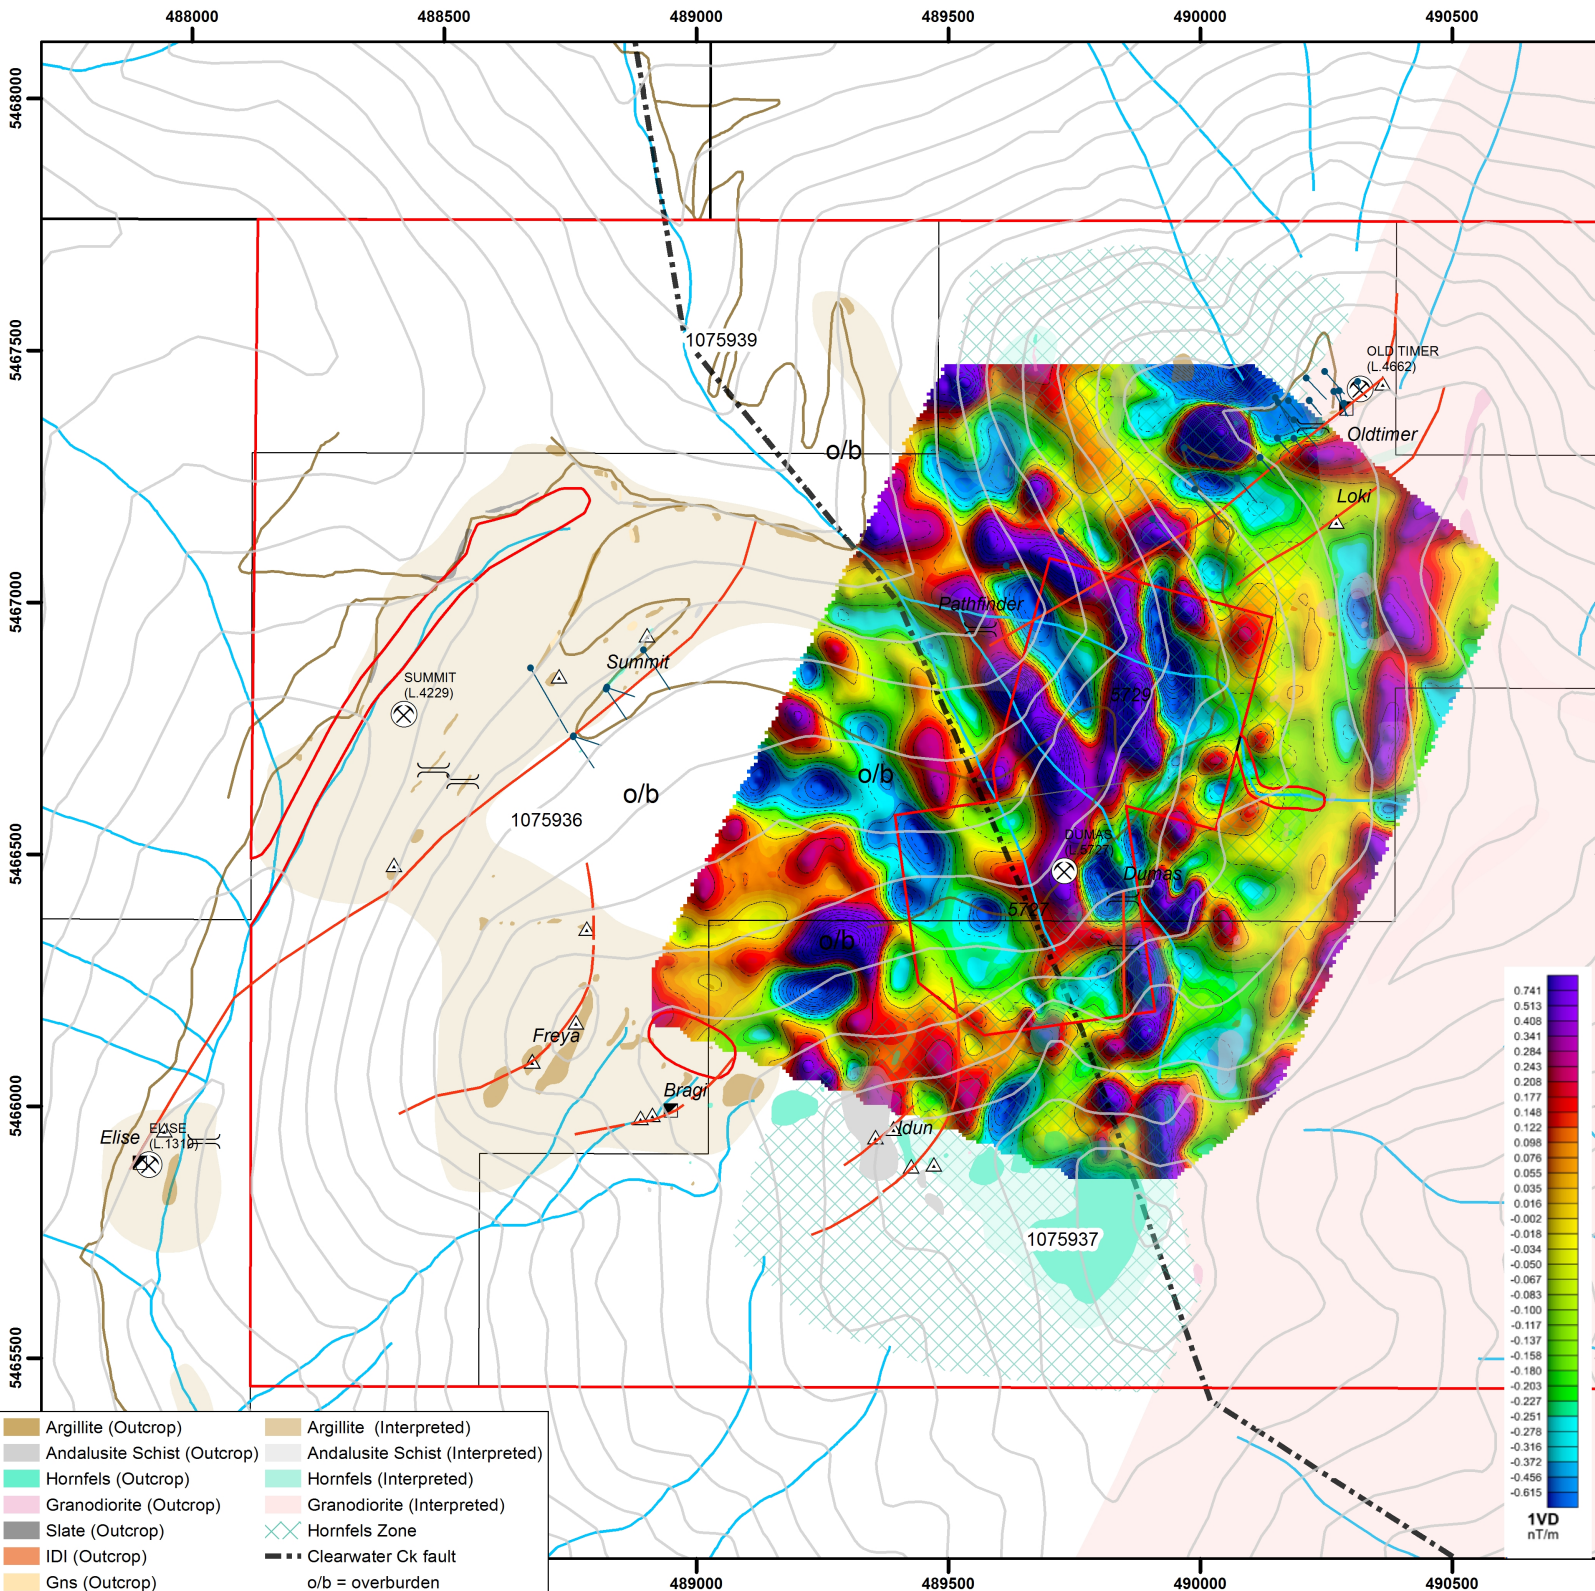 488000
488500
489000
489500
490000
490500
5468000
5467500
5467000
5466500
5466000
5465500
1075939
OLD TIMER
(L.4662)
Oldtimer
o/b
Loki
Pathfinder
Summit
SUMMIT
(L.4229)
5729
o/b
o/b
1075936
DUMAS
(L.5727)
Dumas
5727
o/b
Freya
Bragi
Idun
Elise
ELISE
(L.1310)
1075937
0.741
0.513
0.408
0.341
0.284
0.243
0.208
0.177
0.148
0.122
0.098
0.076
0.055
0.035
0.016
-0.002
-0.018
-0.034
-0.050
-0.067
-0.083
-0.100
-0.117
-0.137
-0.158
-0.180
-0.203
-0.227
-0.251
-0.278
-0.316
-0.372
-0.456
-0.615
1VD
nT/m
Argillite (Outcrop)
Andalusite Schist (Outcrop)
Hornfels (Outcrop)
Granodiorite (Outcrop)
Slate (Outcrop)
IDI (Outcrop)
Gns (Outcrop)
Argillite (Interpreted)
Andalusite Schist (Interpreted)
Hornfels (Interpreted)
Granodiorite (Interpreted)
Hornfels Zone
Clearwater Ck fault
o/b = overburden
489000
489500
490000
490500